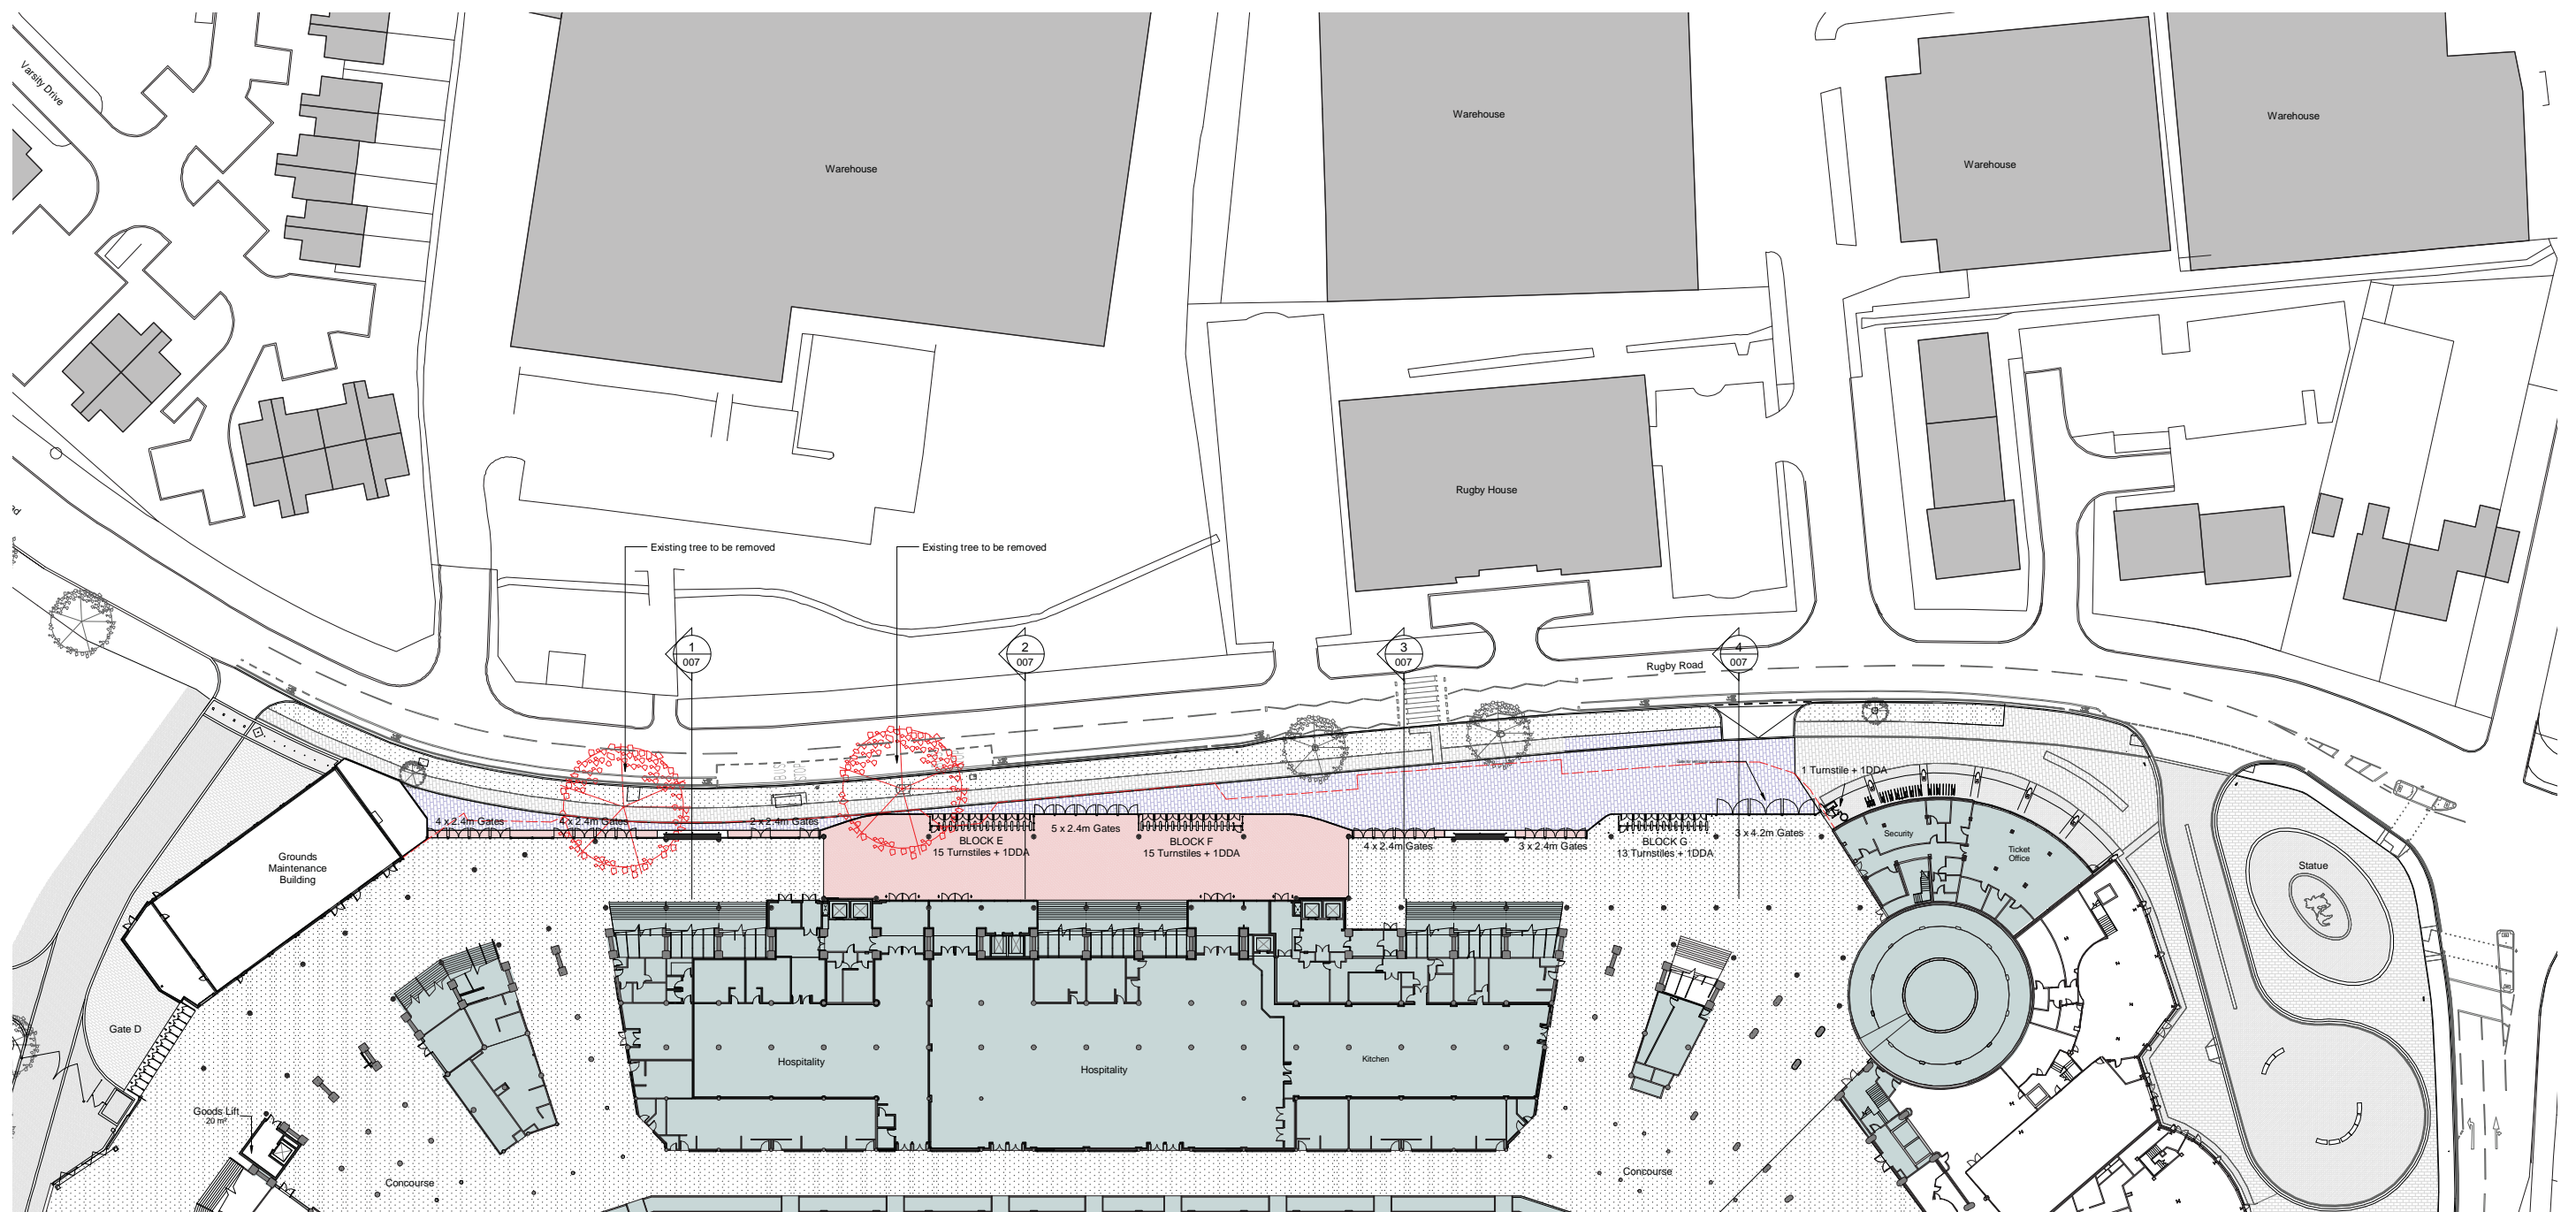 Varsity Drive
Warehouse
Warehouse
Warehouse
Warehouse
Rugby House
Existing tree to be removed
Existing tree to be removed
1
007
2
007
3
007
4
007
Rugby Road
BUS
STOP
1 Turnstile + 1DDA
4 x 2.4m Gates
4 x 2.4m Gates
2 x 2.4m Gates
5 x 2.4m Gates
BLOCK E
15 Turnstiles + 1DDA
BLOCK F
15 Turnstiles + 1DDA
4 x 2.4m Gates
3 x 2.4m Gates
BLOCK G
13 Turnstiles + 1DDA
3 x 4.2m Gates
Security
Ticket
Office
Statue
Grounds
Maintenance
Building
Gate D
Goods Lift
20 m²
Hospitality
Hospitality
Kitchen
Concourse
Concourse